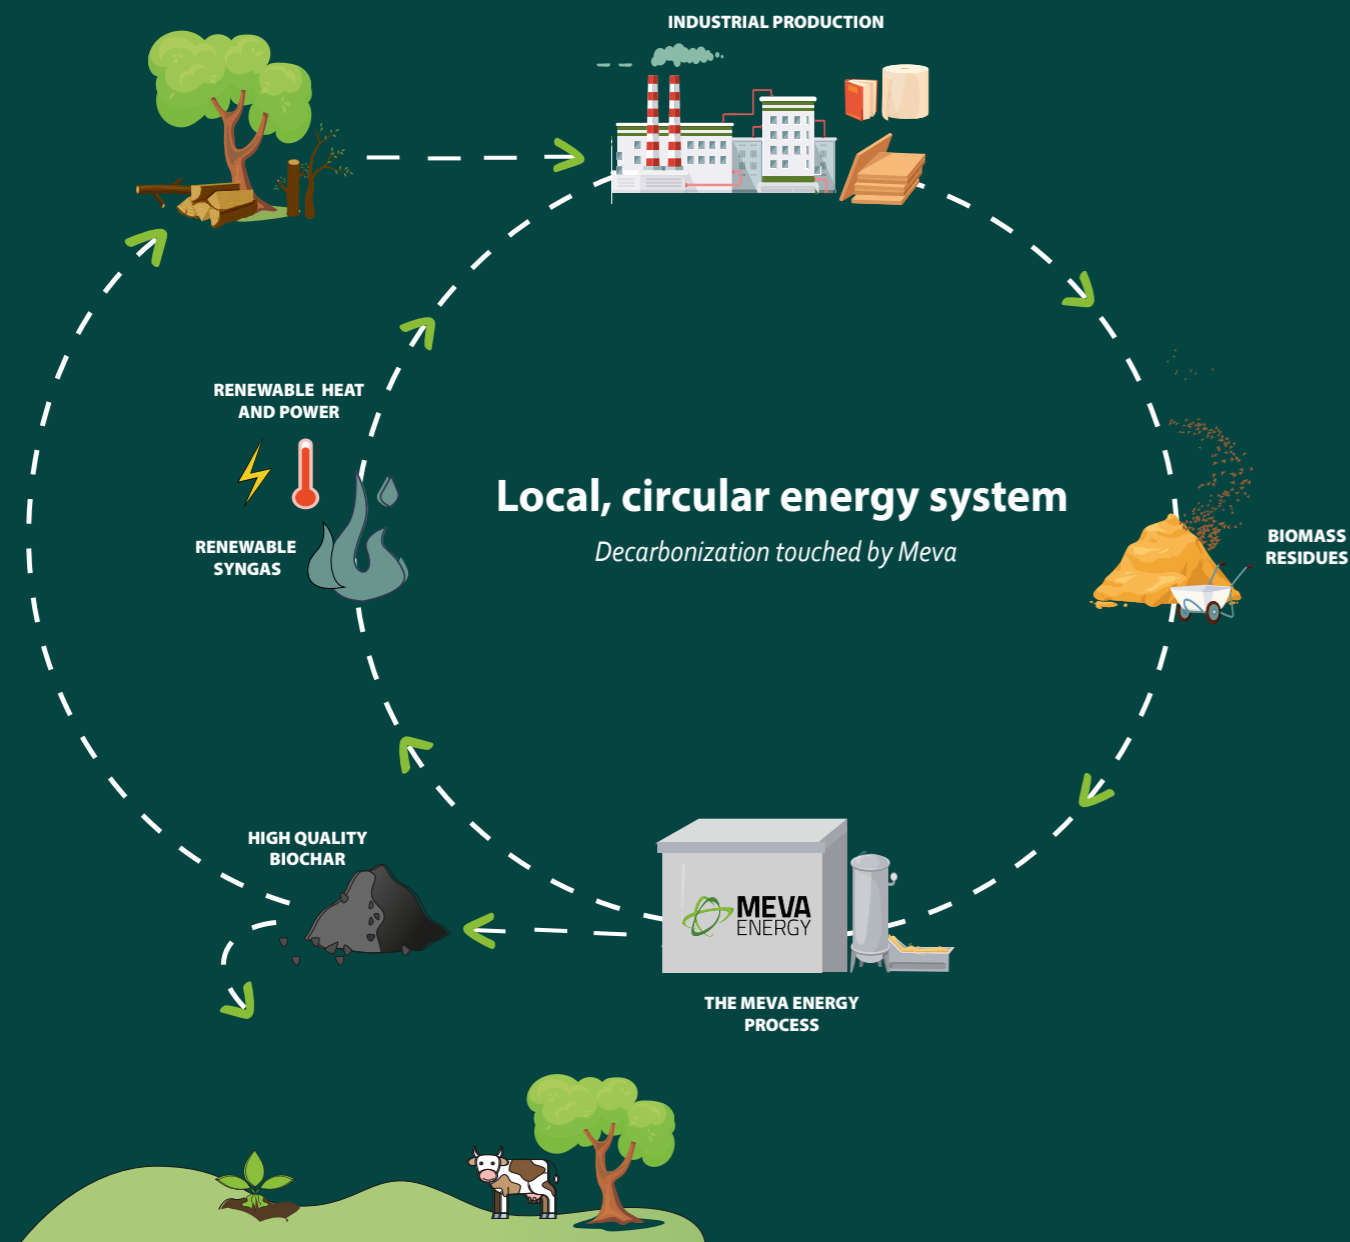 INDUSTRIAL PRODUCTION
RENEWABLE HEAT
AND POWER
RENEWABLE
SYNGAS
Local, circular energy system
Decarbonization touched by Meva
BIOMASS
RESIDUES
HIGH QUALITY
BIOCHAR
MEVA
ENERGY
THE MEVA ENERGY
PROCESS